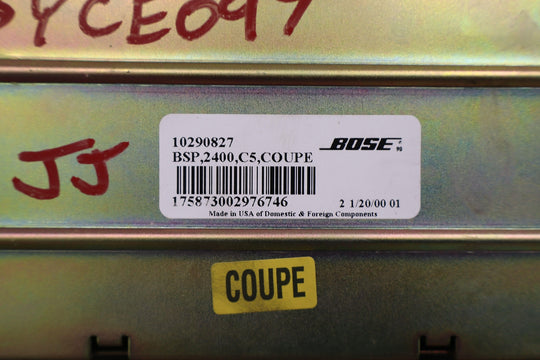 YCE097
10290827
BOSE
BSP,2400,C5,COUPE
JJ
175873002976746
2 1/20/00 01
Made in USA of Domestic & Foreign Components
COUPE